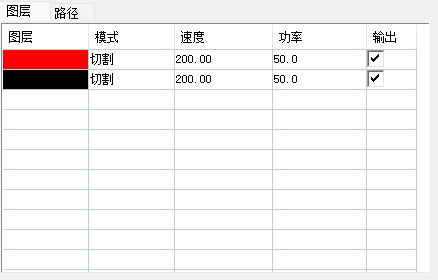 图层 路径
图层 模式 速度 功率 输出
切割 200.00 50.0
切割 200.00 50.0